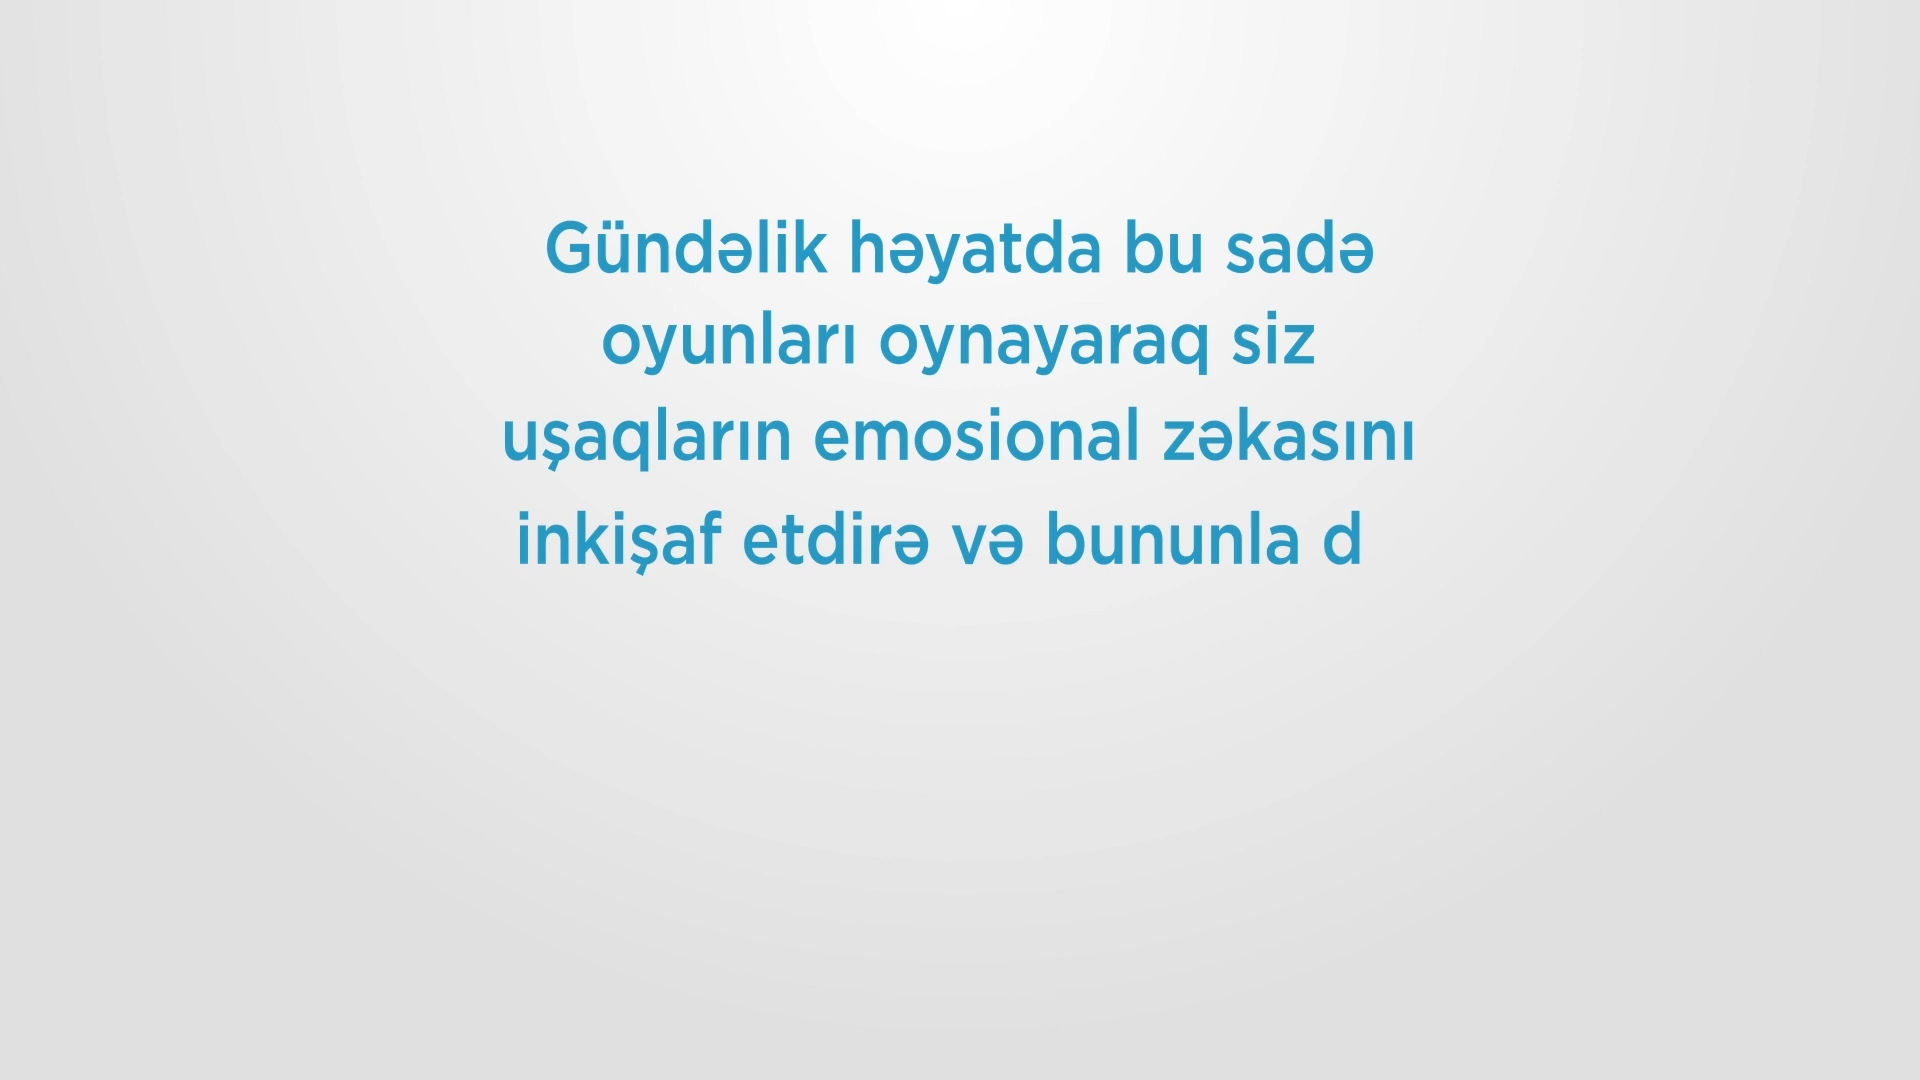 Gündəlik həyatda bu sadə
oyunları oynayaraq siz
uşaqların emosional zəkasını
inkişaf etdirə və bununla d